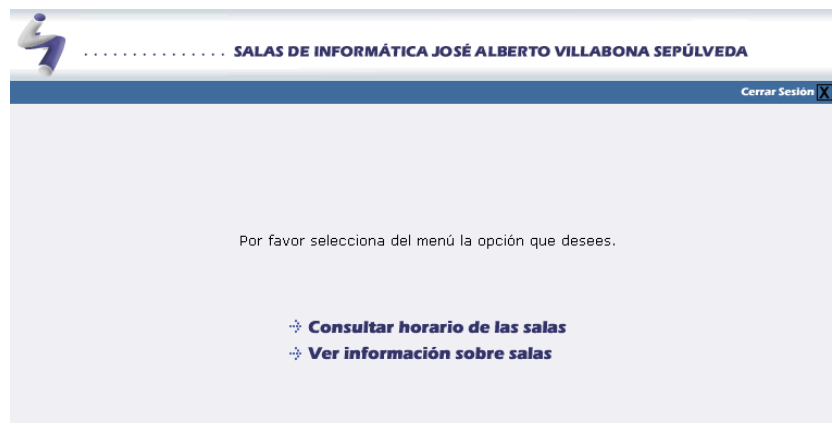 ............... SALAS DE INFORMÁTICA JOSÉ ALBERTO VILLABONA SEPÚLVEDA
Cerrar Sesión X
Por favor selecciona del menú la opción que desees.
Consultar horario de las salas
Ver información sobre salas